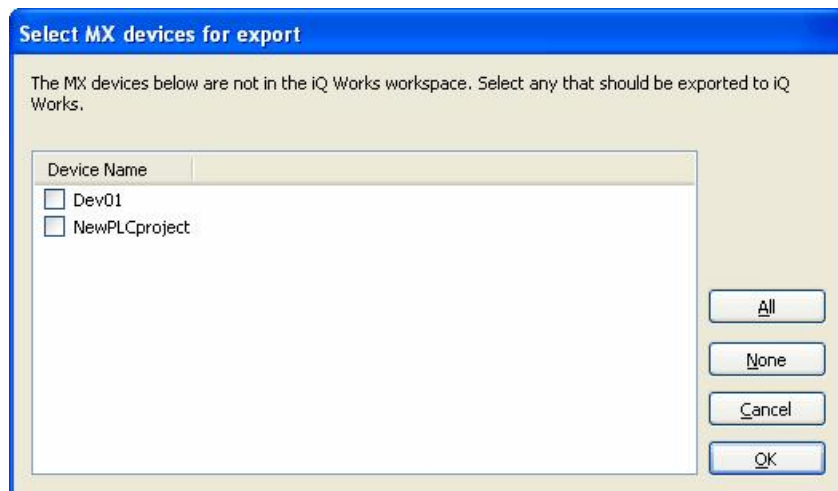 Select MX devices for export
The MX devices below are not in the iQ Works workspace. Select any that should be exported to iQ
Works.
Device Name
Dev01
NewPLCproject
All
None
Cancel
OK